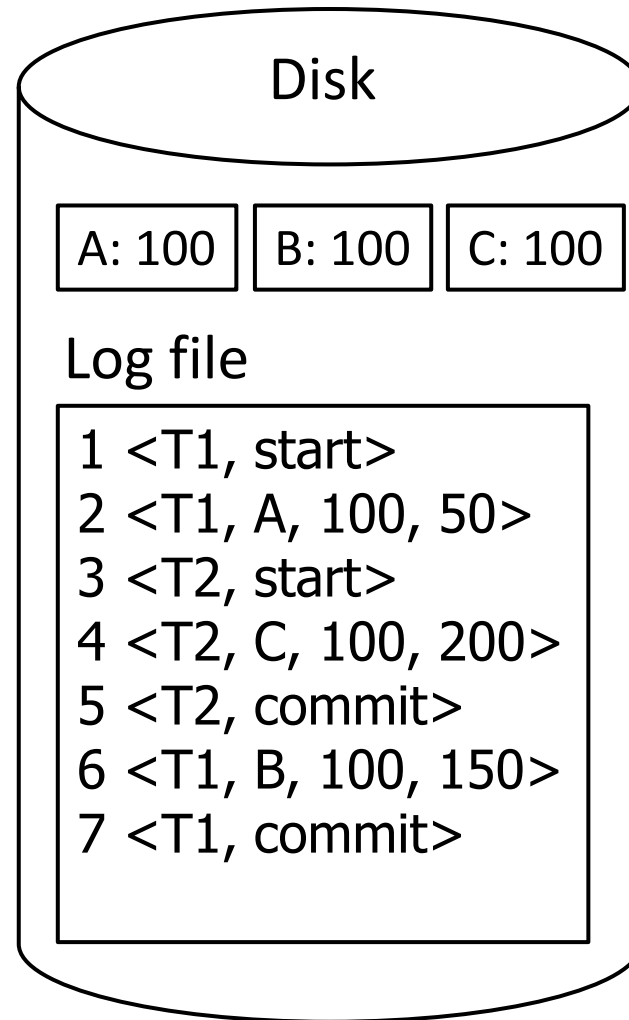 Disk
A: 100 B: 100 C: 100
Log file
1 <T1, start>
2 <T1, A, 100, 50>
3 <T2, start>
4 <T2, C, 100, 200>
5 <T2, commit>
6 <T1, B, 100, 150>
7 <T1, commit>